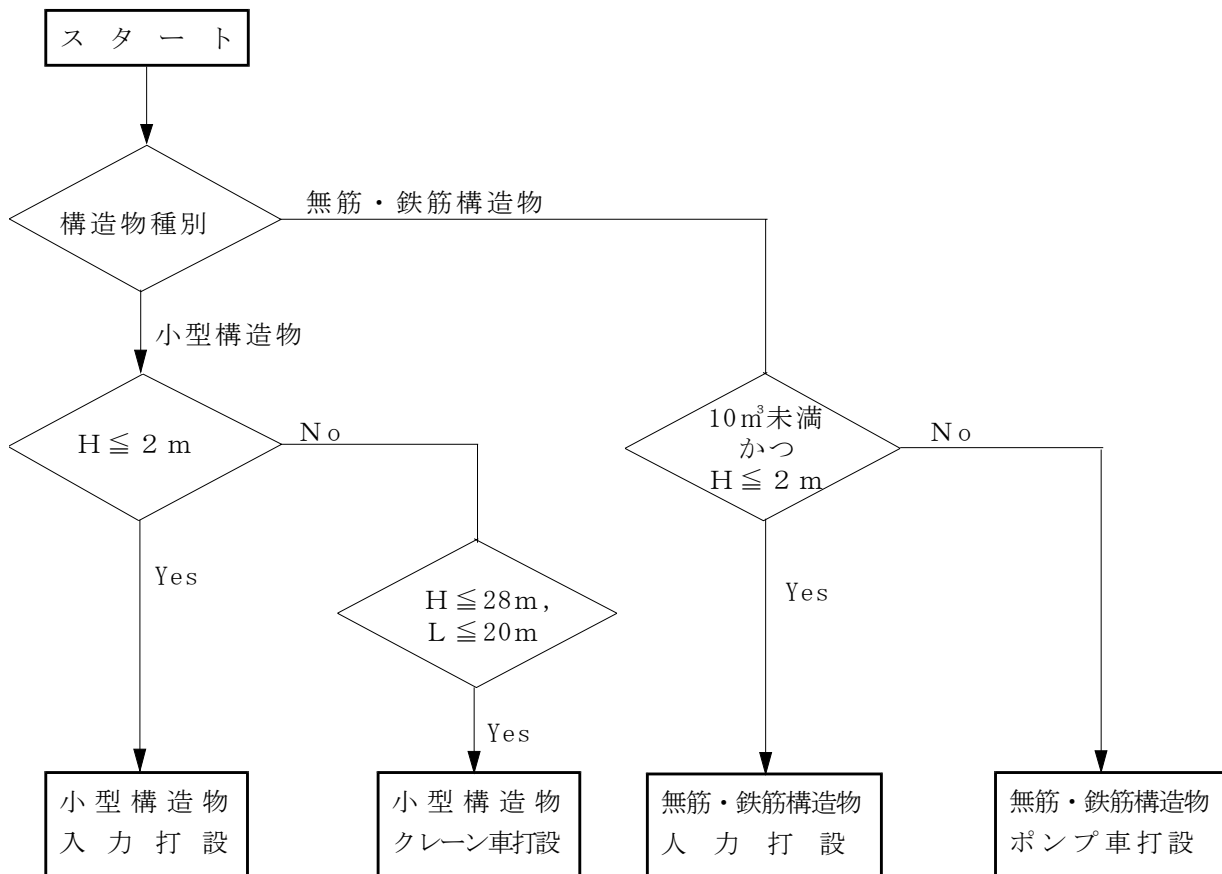 スタート
構造物種別
無筋・鉄筋構造物
小型構造物
H≦2m
No
Yes
H≦28m,
L≦20m
Yes
10㎥未満
かつ
H≦2m
No
Yes
小型構造物
入力打設
小型構造物
クレーン車打設
無筋・鉄筋構造物
人力打設
無筋・鉄筋構造物
ポンプ車打設